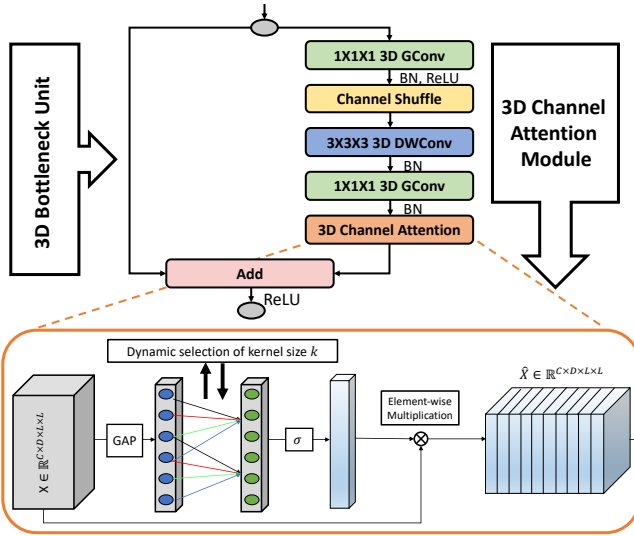 3D Bottleneck Unit
1X1X1 3D GConv
BN, ReLU
Channel Shuffle
3X3X3 3D DWConv
BN
1X1X1 3D GConv
BN
3D Channel Attention
Add
ReLU
3D Channel
Attention
Module
Dynamic selection of kernel size k
X ∈ ℝ^{C×D×L×L}
GAP
σ
Element-wise
Multiplication
X̂ ∈ ℝ^{C×D×L×L}